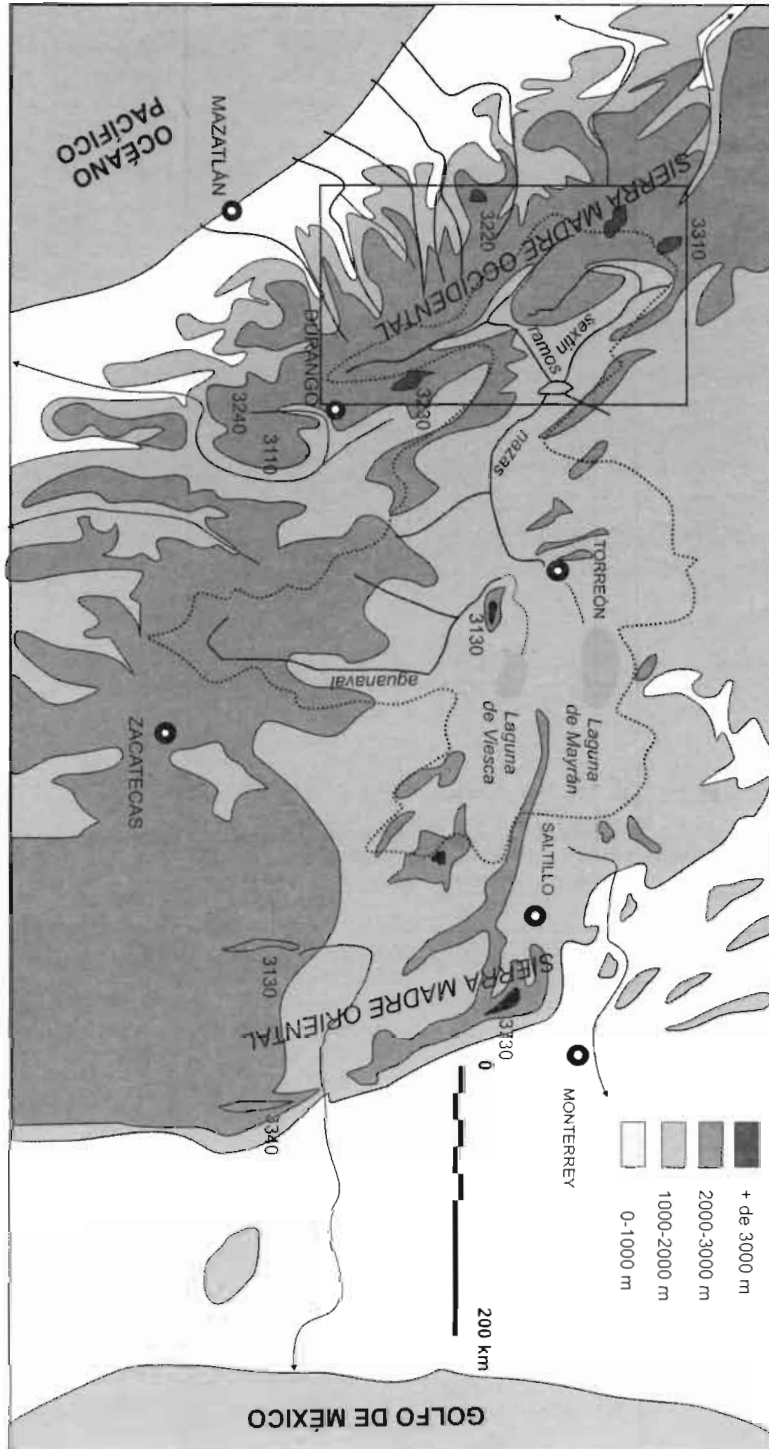 + de 3000 m
2000-3000 m
1000-2000 m
0-1000 m
MONTERREY
0
200 km
GOLFO DE MÉXICO
SIERRA MADRE ORIENTAL
3730
3340
3130
SALTILLO
Laguna
de Mayrán
Laguna
de Viesca
TORREÓN
3130
aguanaval
ZACATECAS
nazas
ramos
sextin
3310
SIERRA MADRE OCCIDENTAL
3220
3230
DURANGO
3240
3110
MAZATLÁN
OCÉANO
PACÍFICO